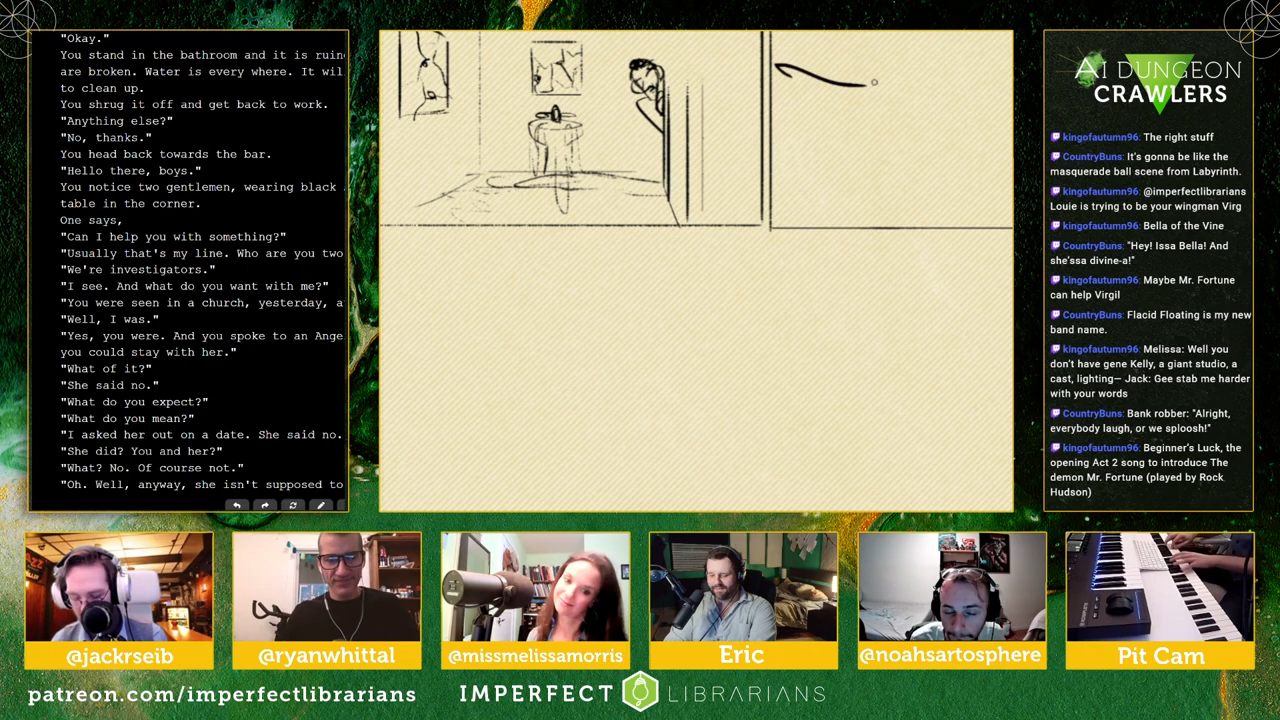 "Okay."
You stand in the bathroom and it is ruin
are broken. Water is every where. It wil
to clean up.
You shrug it off and get back to work.
"Anything else?"
"No, thanks."
You head back towards the bar.
"Hello there, boys."
You notice two gentlemen, wearing black
table in the corner.
One says,
"Can I help you with something?"
"Usually that's my line. Who are you two
"We're investigators."
"I see. And what do you want with me?"
"You were seen in a church, yesterday, a
"Well, I was."
"Yes, you were. And you spoke to an Ange
you could stay with her."
"What of it?"
"She said no."
"What do you expect?"
"What do you mean?"
"I asked her out on a date. She said no.
"She did? You and her?"
"What? No. Of course not."
"Oh. Well, anyway, she isn't supposed to
AI DUNGEON
CRAWLERS
kingofautumn96: The right stuff
CountryBuns: It's gonna be like the
masquerade ball scene from Labyrinth.
kingofautumn96: @imperfectlibrarians
Louie is trying to be your wingman Virg
kingofautumn96: Bella of the Vine
CountryBuns: "Hey! Issa Bella! And
she'ssa divine-a!"
kingofautumn96: Maybe Mr. Fortune
can help Virgil
CountryBuns: Flacid Floating is my new
band name.
kingofautumn96: Melissa: Well you
don't have gene Kelly, a giant studio, a
cast, lighting— Jack: Gee stab me harder
with your words
CountryBuns: Bank robber: "Alright,
everybody laugh, or we sploosh!"
kingofautumn96: Beginner's Luck, the
opening Act 2 song to introduce The
demon Mr. Fortune (played by Rock
Hudson)
@jackrseib
@ryanwhittal
@missmelissamorris
Eric
@noahsartosphere
Pit Cam
patreon.com/imperfectlibrarians
IMPERFECT LIBRARIANS